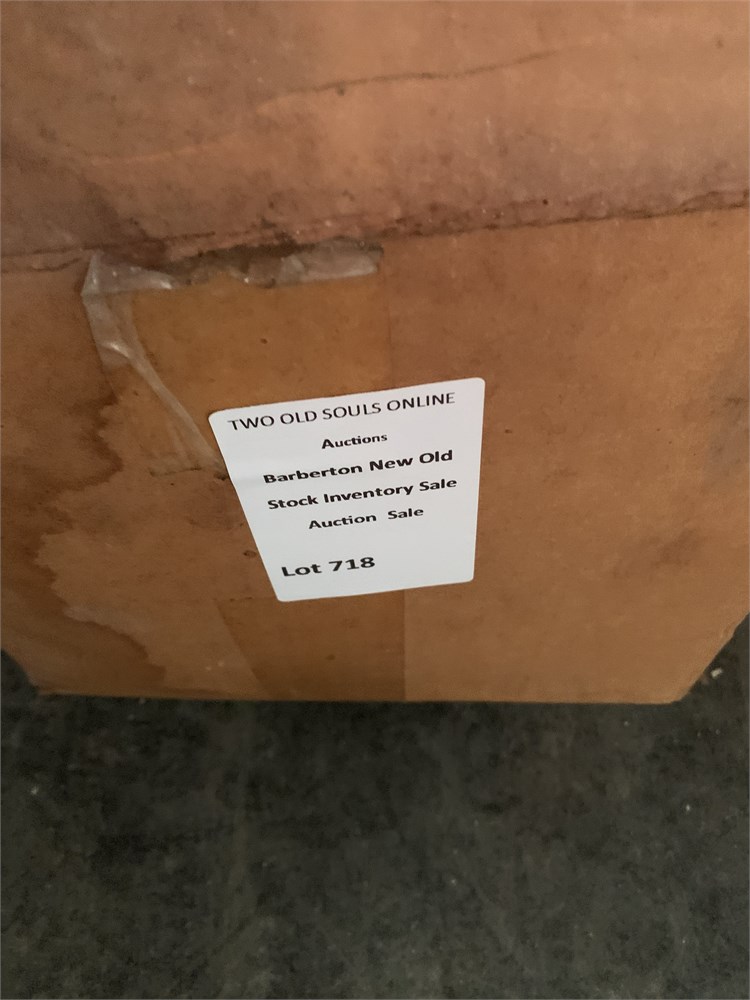 TWO OLD SOULS ONLINE
Auctions
Barberton New Old
Stock Inventory Sale
Auction Sale
Lot 718